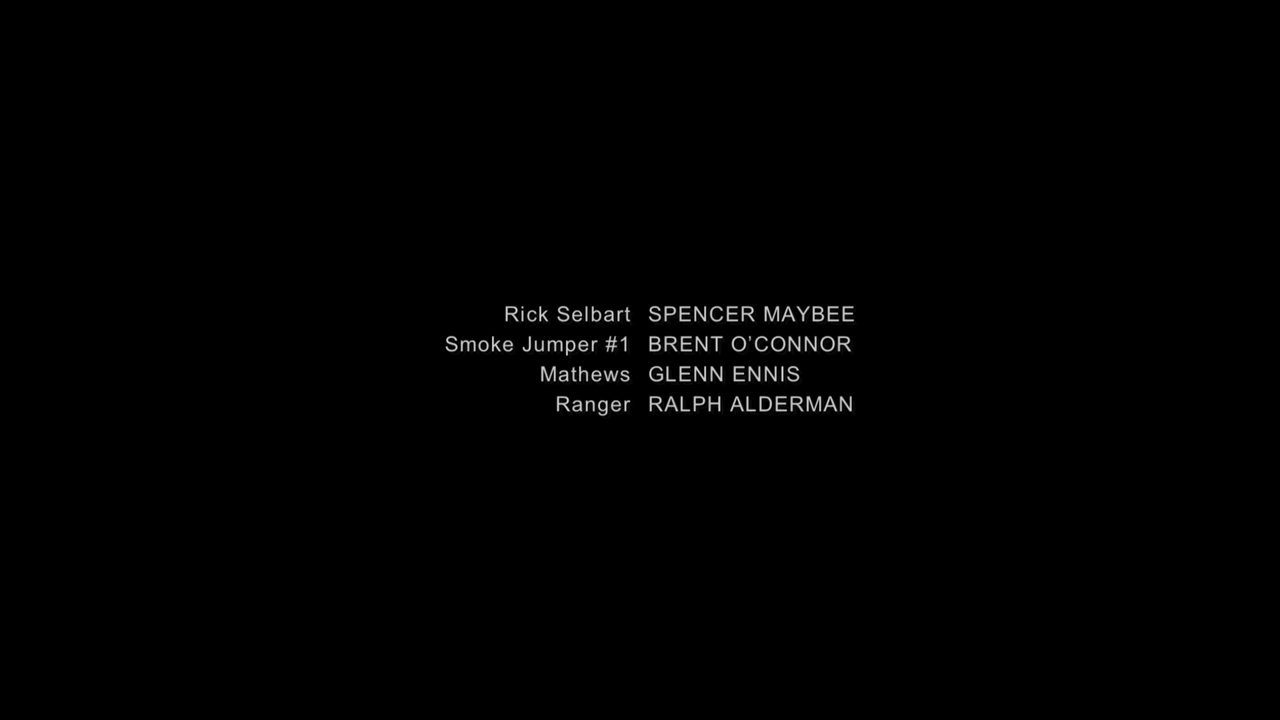 Rick Selbart SPENCER MAYBEE
Smoke Jumper #1 BRENT O’CONNOR
Mathews GLENN ENNIS
Ranger RALPH ALDERMAN